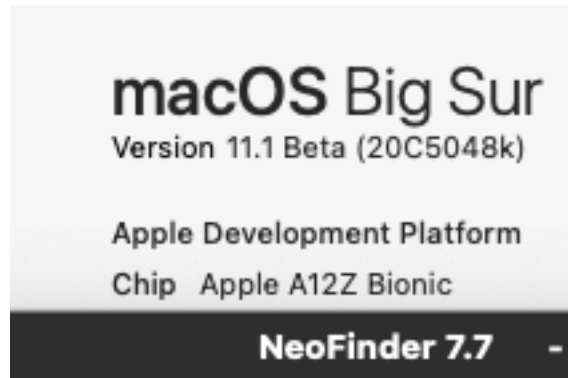 macOS Big Sur
Version 11.1 Beta (20C5048k)
Apple Development Platform
Chip Apple A12Z Bionic
NeoFinder 7.7 -